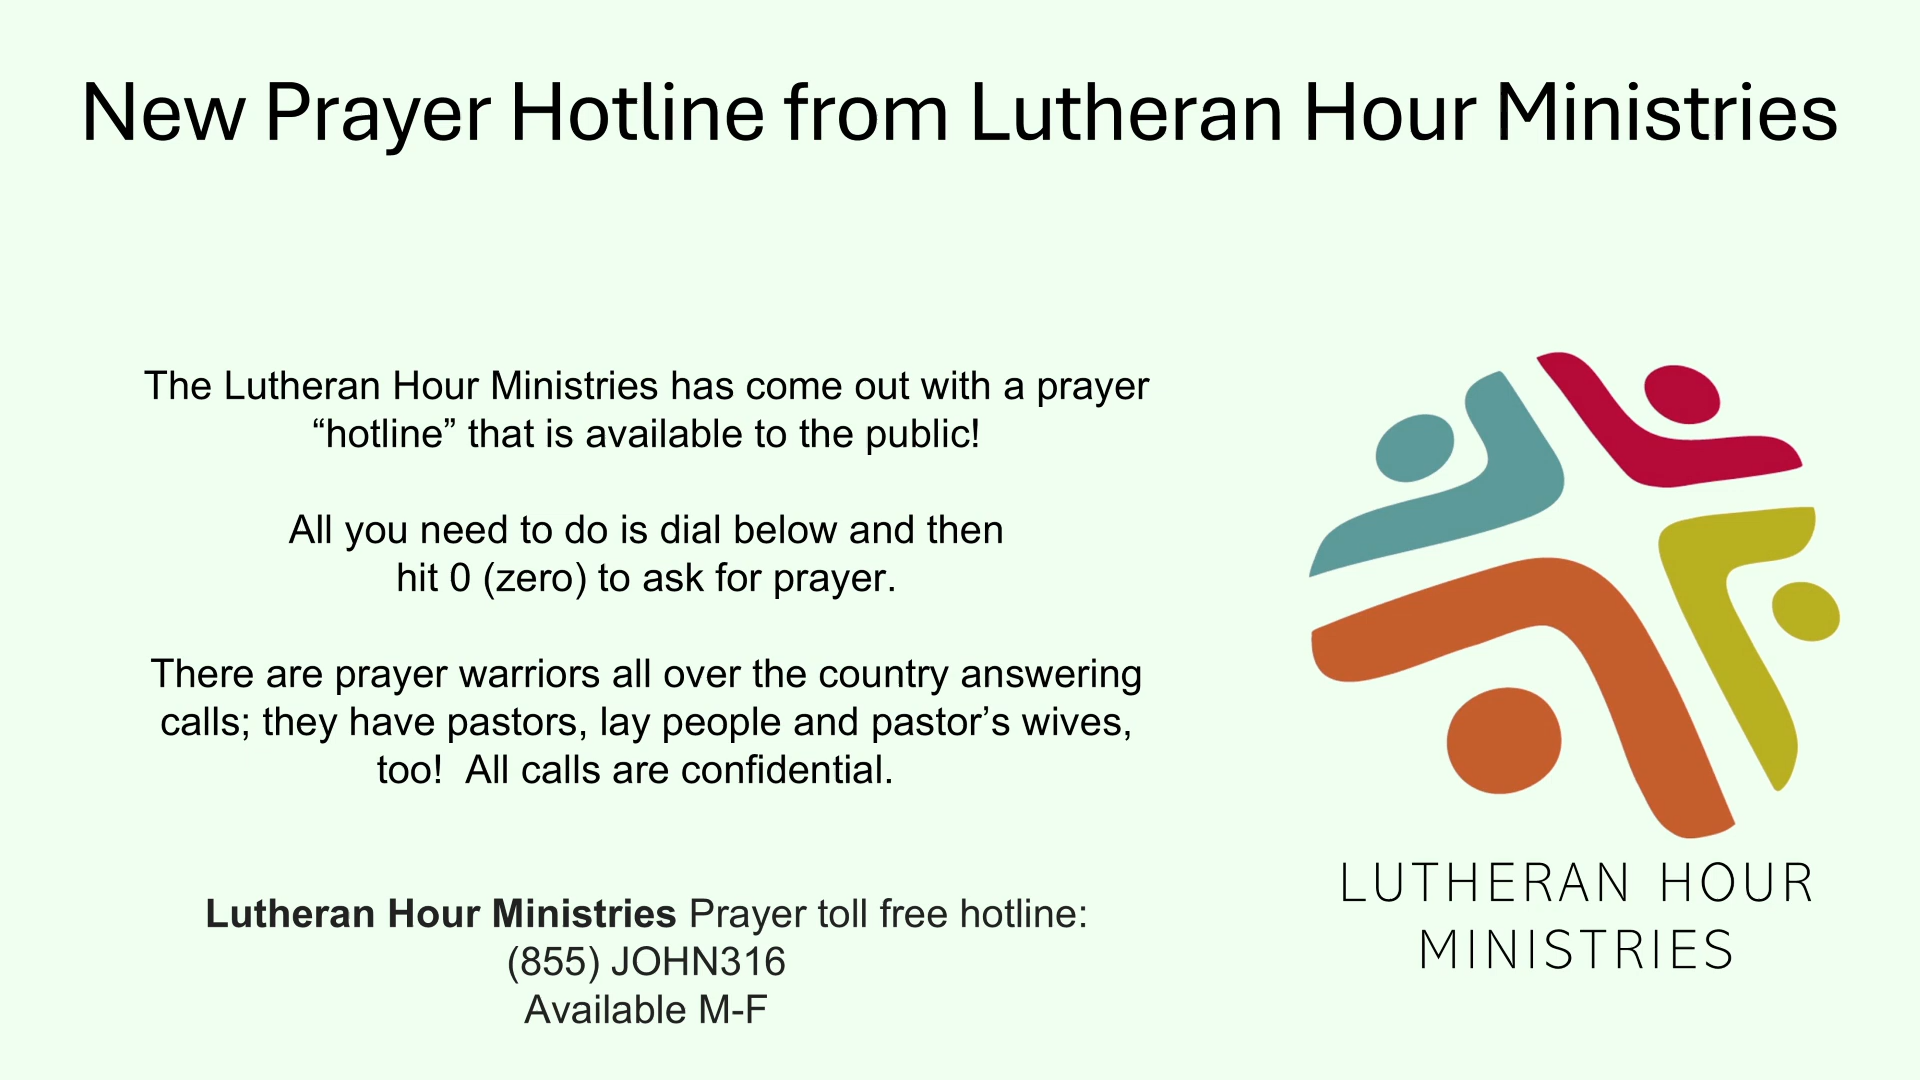 New Prayer Hotline from Lutheran Hour Ministries
The Lutheran Hour Ministries has come out with a prayer
“hotline” that is available to the public!
All you need to do is dial below and then
hit 0 (zero) to ask for prayer.
There are prayer warriors all over the country answering
calls; they have pastors, lay people and pastor’s wives,
too!  All calls are confidential.
Lutheran Hour Ministries Prayer toll free hotline:
(855) JOHN316
Available M-F
LUTHERAN HOUR
MINISTRIES